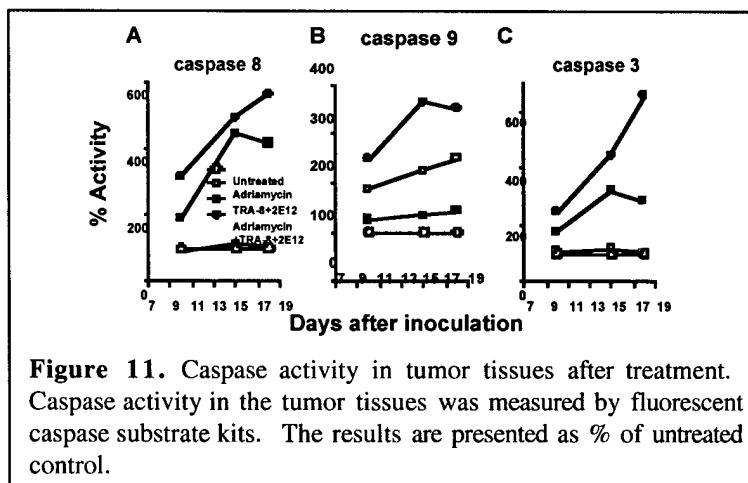 A B C
caspase 8 caspase 9 caspase 3
% Activity
600
400
200
0
7 9 11 13 15 17 19
Untreated
Adriamycin
TRA-8+2E12
Adriamycin
+TRA-8+2E12
400
300
200
100
0
7 9 11 13 15 17 19
600
400
200
0
7 9 11 13 15 17 19
Days after inoculation
Figure 11. Caspase activity in tumor tissues after treatment.
Caspase activity in the tumor tissues was measured by fluorescent
caspase substrate kits. The results are presented as % of untreated
control.